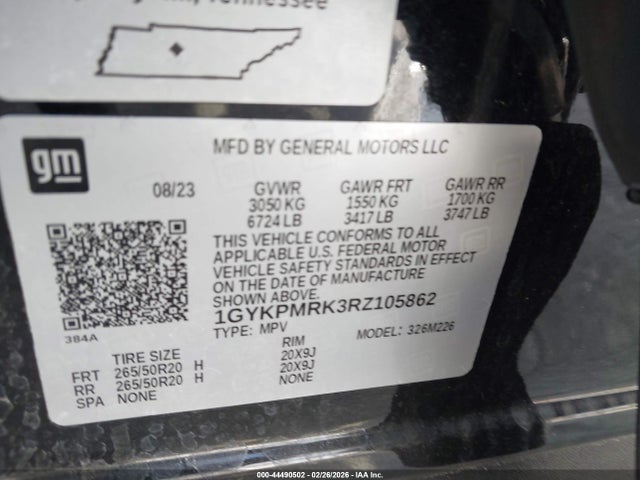 Tennessee
gm
MFD BY GENERAL MOTORS LLC
08/23 GVWR GAWR FRT GAWR RR
3050 KG 1550 KG 1700 KG
6724 LB 3417 LB 3747 LB
THIS VEHICLE CONFORMS TO ALL
APPLICABLE U.S. FEDERAL MOTOR
VEHICLE SAFETY STANDARDS IN EFFECT
ON THE DATE OF MANUFACTURE
SHOWN ABOVE.
1GYKPMRK3RZ105862
TYPE: MPV MODEL: 326M226
384A
TIRE SIZE RIM
FRT 265/50R20 H 20X9J
RR 265/50R20 H 20X9J
SPA NONE NONE
000-44490502 - 02/26/2026 - IAA Inc.